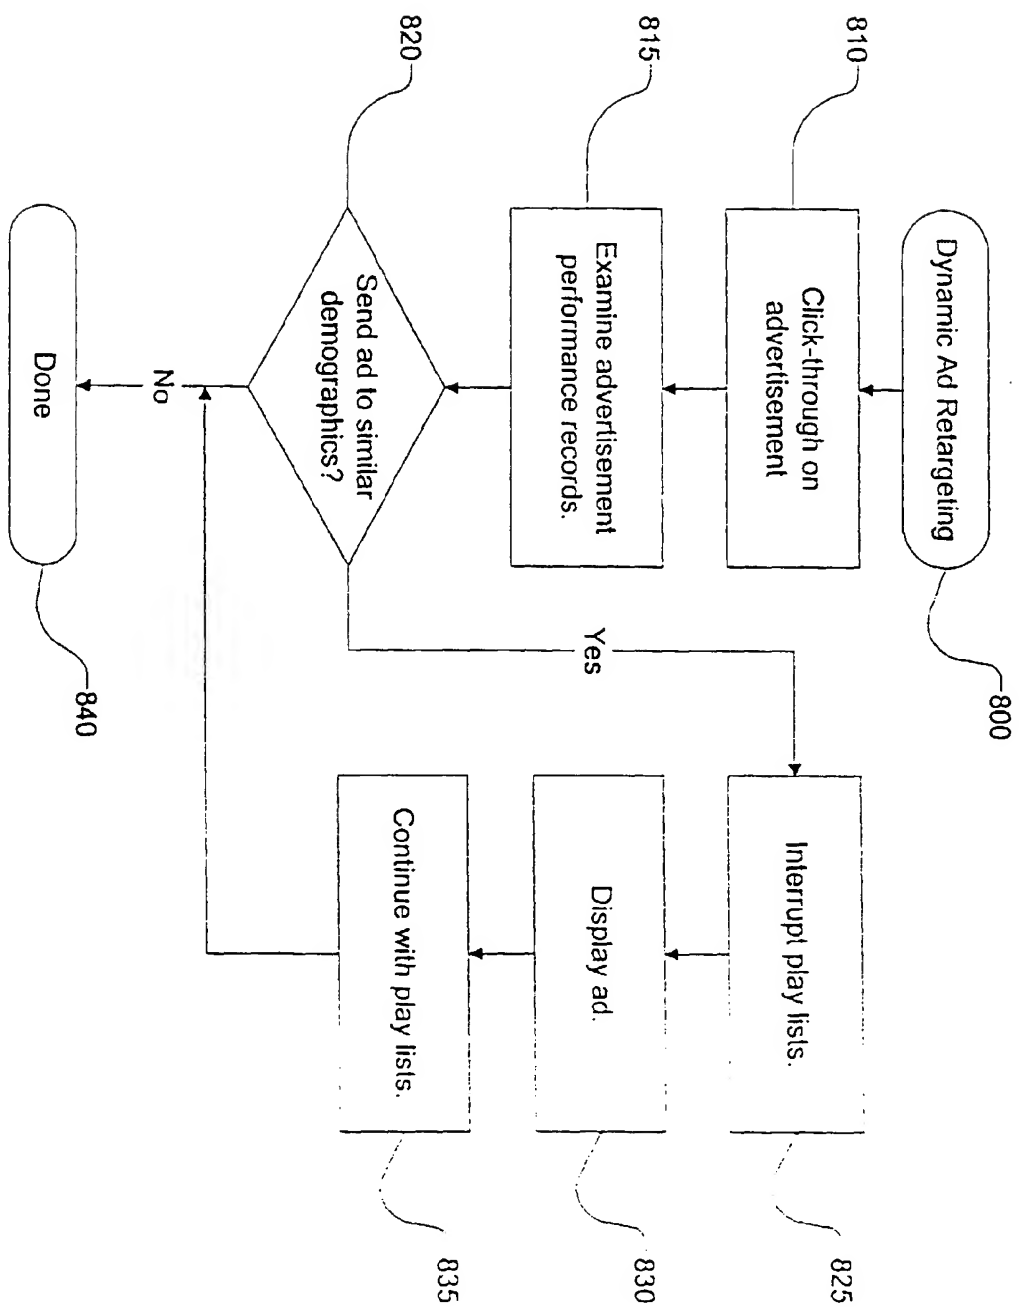 Dynamic Ad Retargeting
800
810
Click-through on
advertisement
815
Examine advertisement
performance records.
820
Send ad to similar
demographics?
Yes
No
Interrupt play lists.
825
Display ad.
830
Continue with play lists.
835
Done
840